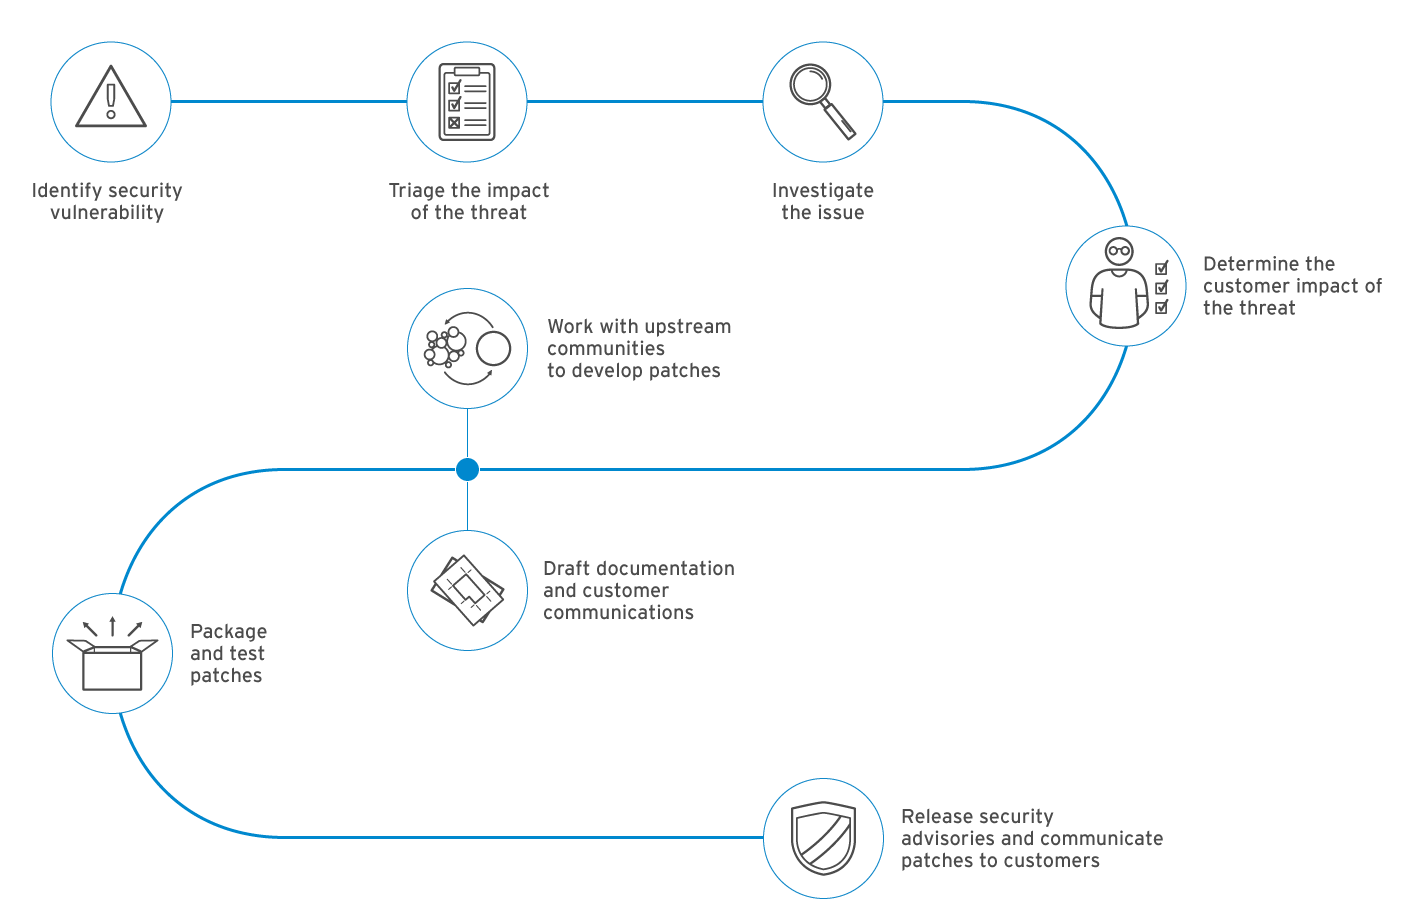 Identify security
vulnerability
Triage the impact
of the threat
Investigate
the issue
Determine the
customer impact of
the threat
Work with upstream
communities
to develop patches
Draft documentation
and customer
communications
Package
and test
patches
Release security
advisories and communicate
patches to customers